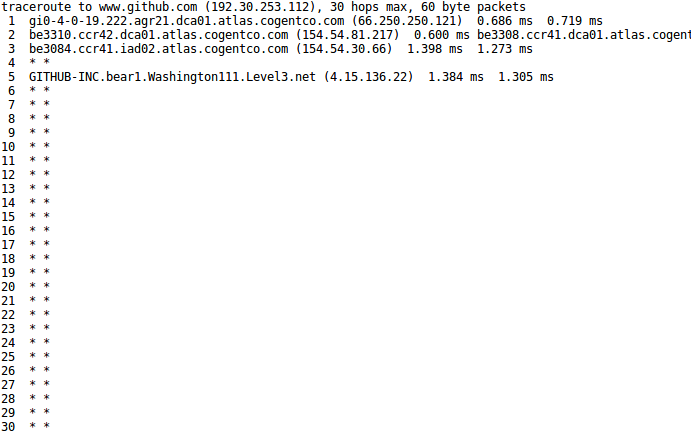 traceroute to www.github.com (192.30.253.112), 30 hops max, 60 byte packets
1 gi0-4-0-19.222.agr21.dca01.atlas.cogentco.com (66.250.250.121) 0.686 ms 0.719 ms
2 be3310.ccr42.dca01.atlas.cogentco.com (154.54.81.217) 0.600 ms be3308.ccr41.dca01.atlas.cogent
3 be3084.ccr41.iad02.atlas.cogentco.com (154.54.30.66) 1.398 ms 1.273 ms
4 * *
5 GITHUB-INC.bear1.Washington111.Level3.net (4.15.136.22) 1.384 ms 1.305 ms
6 * *
7 * *
8 * *
9 * *
10 * *
11 * *
12 * *
13 * *
14 * *
15 * *
16 * *
17 * *
18 * *
19 * *
20 * *
21 * *
22 * *
23 * *
24 * *
25 * *
26 * *
27 * *
28 * *
29 * *
30 * *